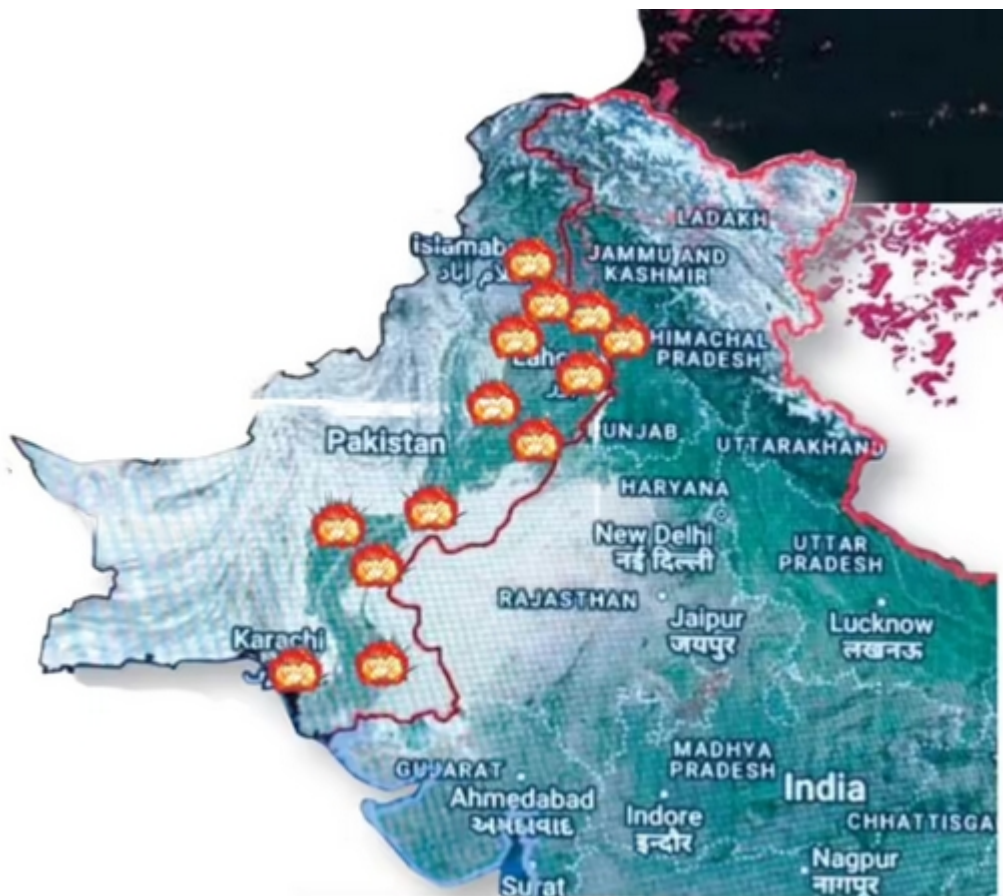 LADAKH
islamab
JAMMU AND
KASHMIR
HIMACHAL
PRADESH
Pakistan
UNJAB
UTTARAKHAND
HARYANA
New Delhi
नई दिल्ली
UTTAR
PRADESH
RAJASTHAN
Jaipur
जयपुर
Lucknow
लखनऊ
Karachi
MADHYA
PRADESH
GUJARAT
Ahmedabad
અમદાવાદ
India
Indore
इन्दौर
CHHATTISGA
Nagpur
नागपुर
Surat